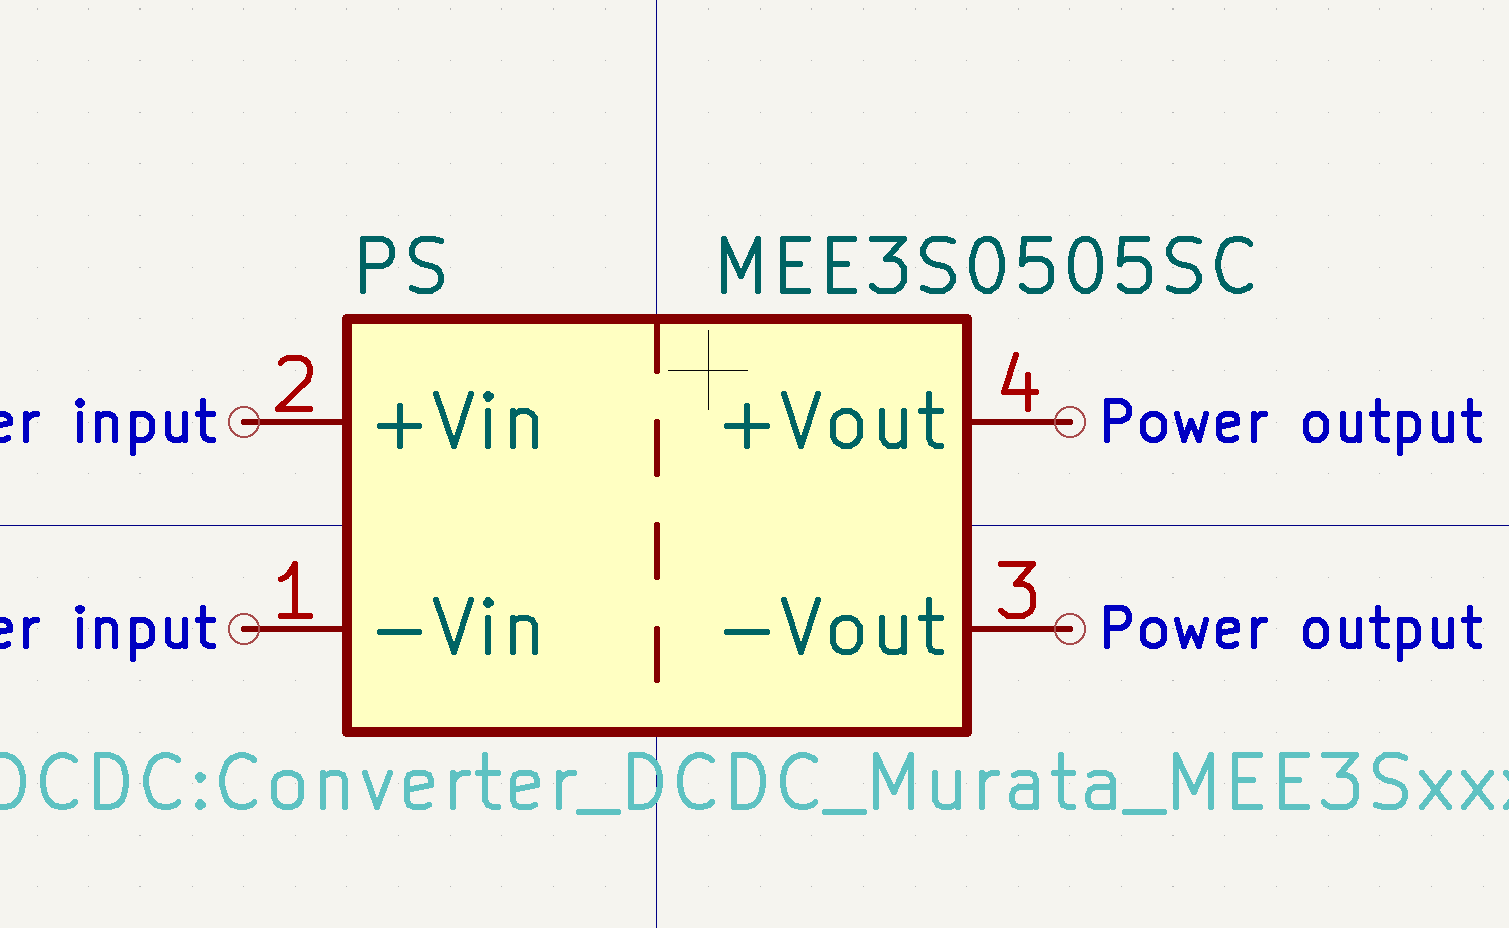 PS MEE3S0505SC
2 4
er input +Vin +Vout Power output
1 3
er input -Vin -Vout Power output
DCDC:Converter_DCDC_Murata_MEE3Sxxx